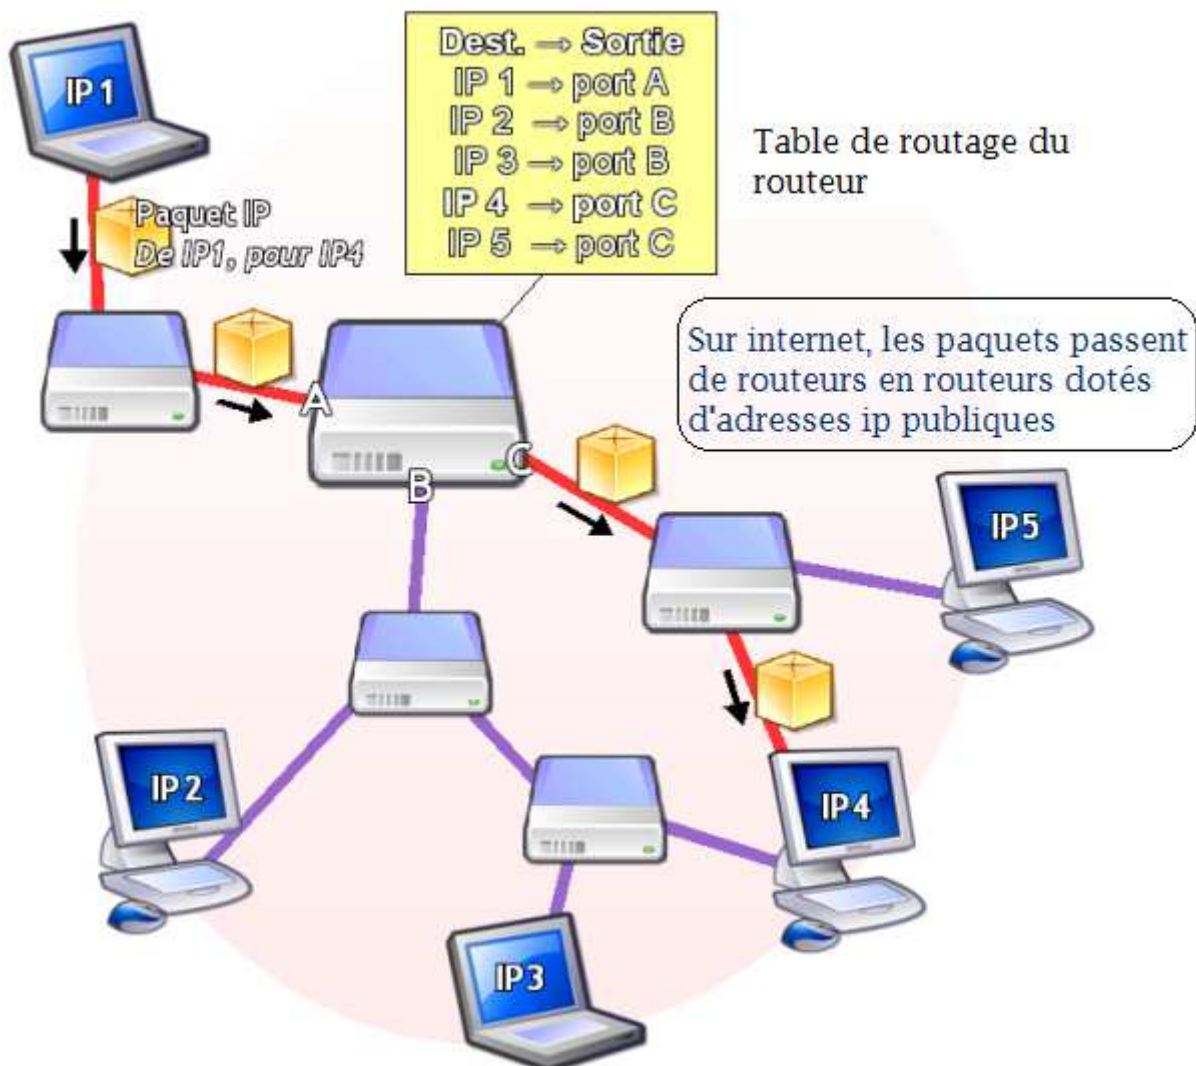 Dest. → Sortie
IP 1 → port A
IP 2 → port B
IP 3 → port B
IP 4 → port C
IP 5 → port C
Table de routage du
routeur
IP 1
Paquet IP
De IP1, pour IP4
Sur internet, les paquets passent
de routeurs en routeurs dotés
d'adresses ip publiques
A
C
B
IP 5
IP 2
IP 4
IP 3